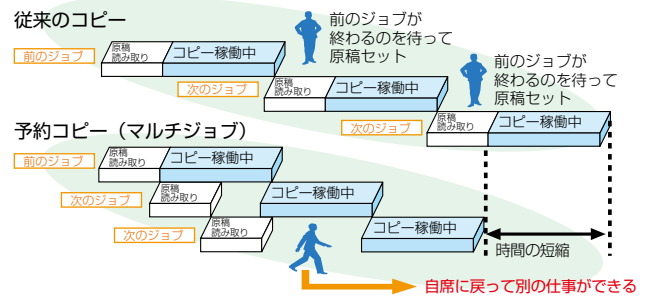 従来のコピー
前のジョブ
原稿
読み取り
コピー稼働中
前のジョブが
終わるのを待って
原稿セット
次のジョブ
原稿
読み取り
コピー稼働中
前のジョブが
終わるのを待って
原稿セット
次のジョブ
原稿
読み取り
コピー稼働中
予約コピー（マルチジョブ）
前のジョブ
原稿
読み取り
コピー稼働中
次のジョブ
原稿
読み取り
コピー稼働中
次のジョブ
原稿
読み取り
コピー稼働中
時間の短縮
自席に戻って別の仕事ができる